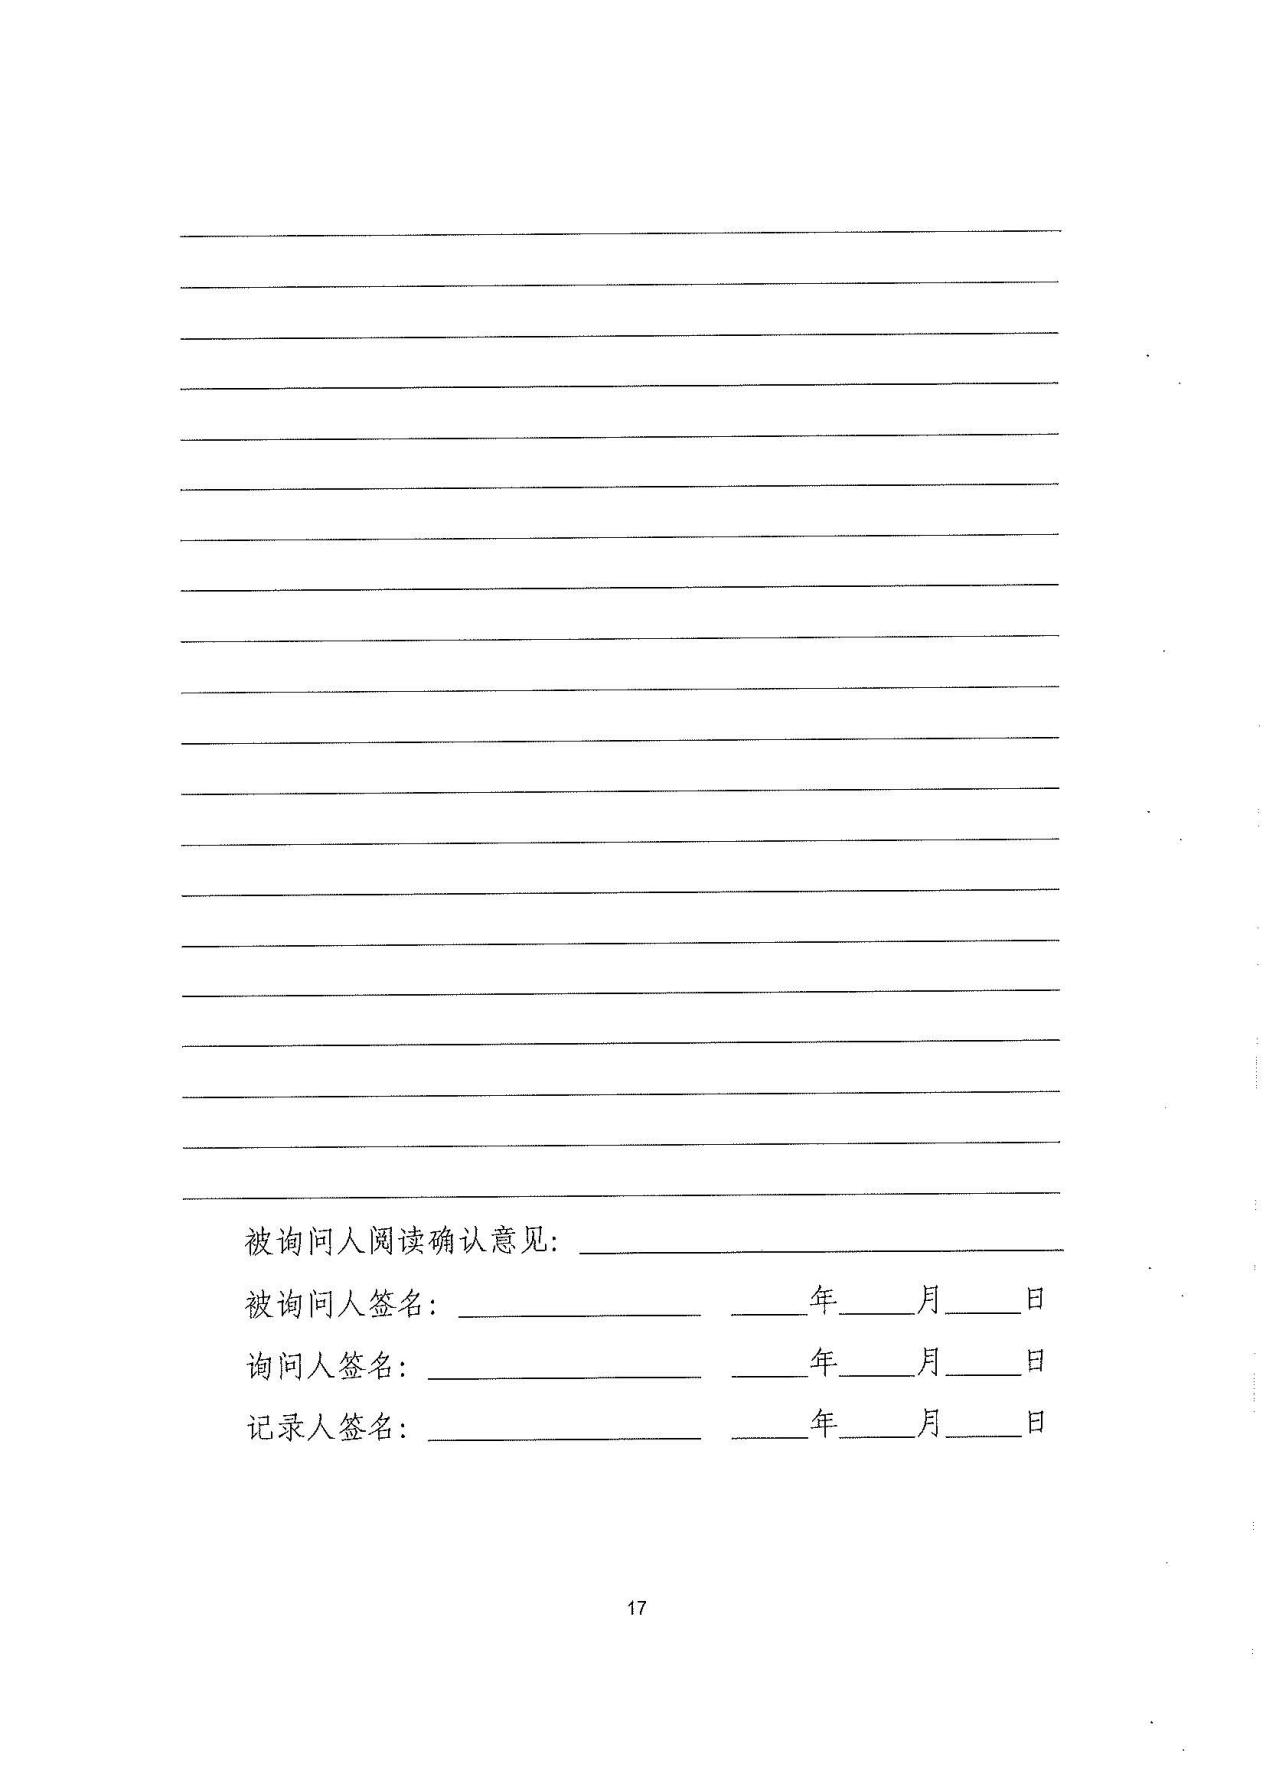 被询问人阅读确认意见：
被询问人签名： 年 月 日
询问人签名： 年 月 日
记录人签名： 年 月 日
17